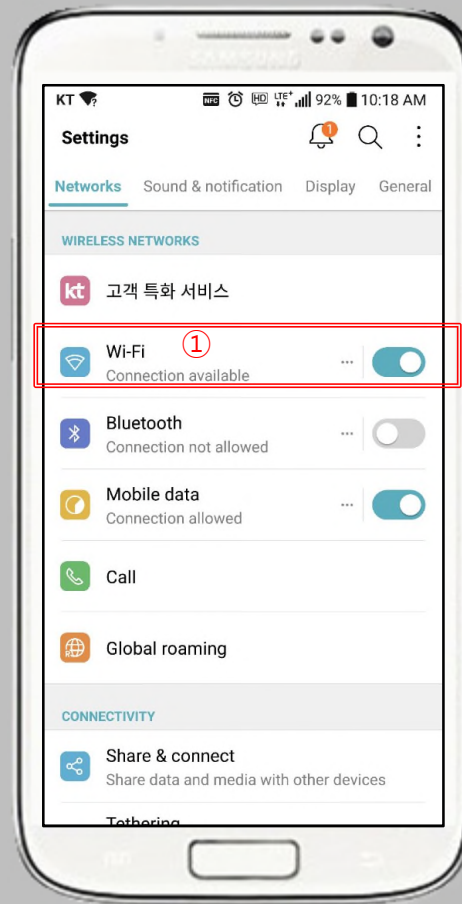 SAMSUNG
KT NFC HD LTE+ 92% 10:18 AM
Settings 1
Networks Sound & notification Display General
WIRELESS NETWORKS
kt 고객 특화 서비스
Wi-Fi ①
Connection available
Bluetooth
Connection not allowed
Mobile data
Connection allowed
Call
Global roaming
CONNECTIVITY
Share & connect
Share data and media with other devices
Tethering